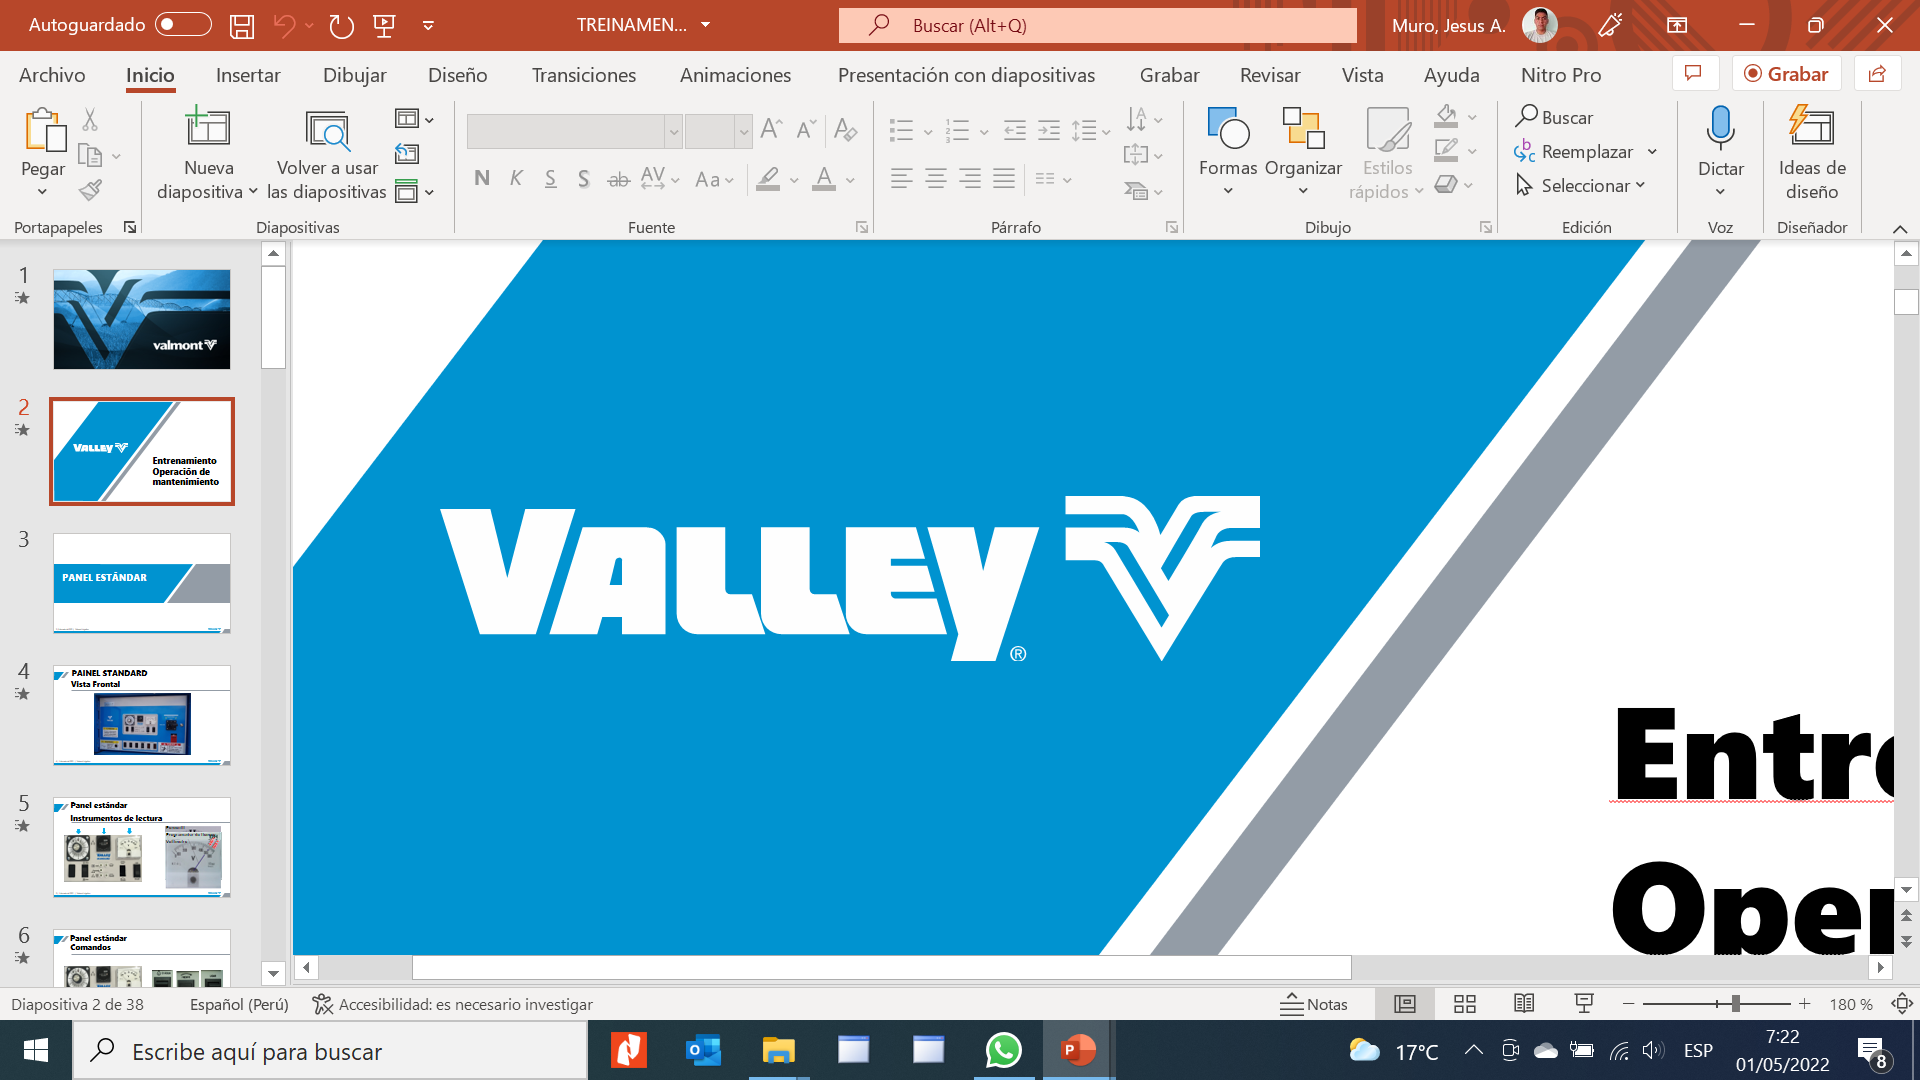 Autoguardado
TREINAMEN...
Buscar (Alt+Q)
Muro, Jesus A.
Archivo
Inicio
Insertar
Dibujar
Diseño
Transiciones
Animaciones
Presentación con diapositivas
Grabar
Revisar
Vista
Ayuda
Nitro Pro
Grabar
Pegar
Nueva
diapositiva
Volver a usar
las diapositivas
N K S S ab AV Aa A
Formas
Organizar
Estilos
rápidos
Buscar
Reemplazar
Seleccionar
Dictar
Ideas de
diseño
Portapapeles
Diapositivas
Fuente
Párrafo
Dibujo
Edición
Voz
Diseñador
1
valmont
2
VALLEY
Entrenamiento
Operación de
mantenimiento
3
PANEL ESTÁNDAR
4
PAINEL STANDARD
Vista Frontal
5
Panel estándar
Instrumentos de lectura
6
Panel estándar
Comandos
VALLEY
®
Entre
Oper
Diapositiva 2 de 38
Español (Perú)
Accesibilidad: es necesario investigar
Notas
180 %
Escribe aquí para buscar
17°C
ESP
7:22
01/05/2022
8